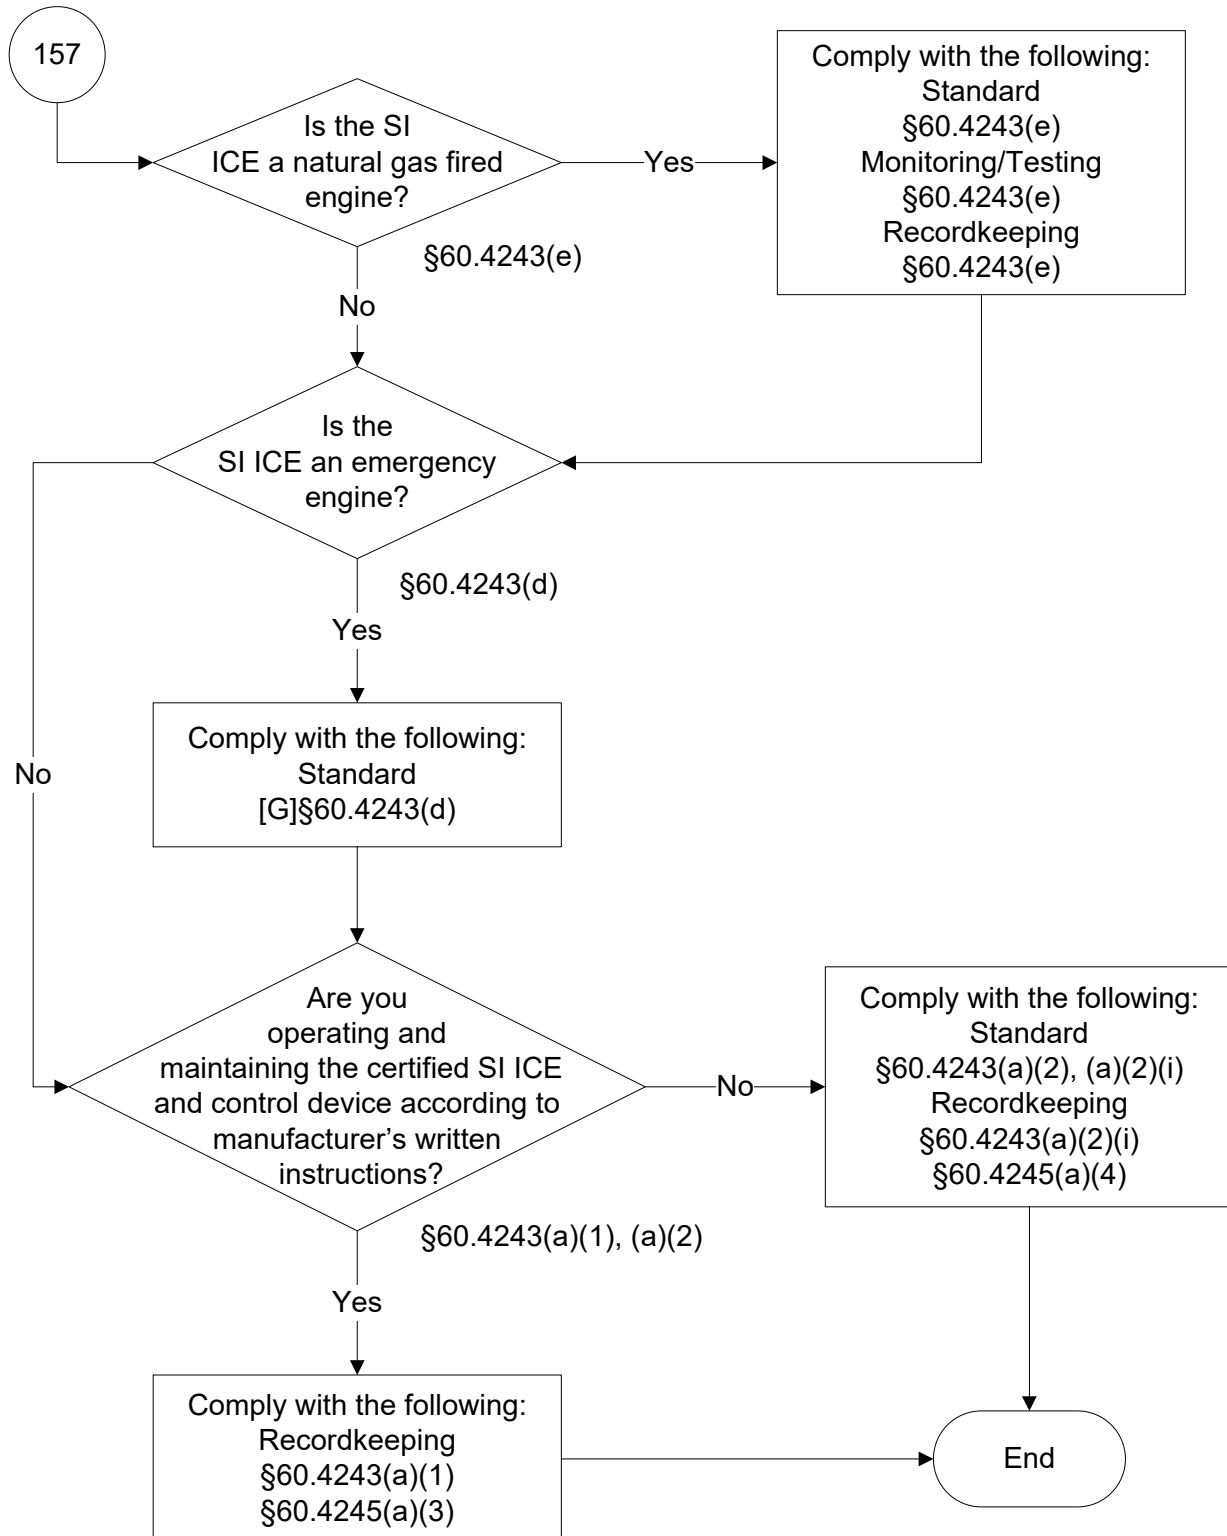 157
Is the SI
ICE a natural gas fired
engine?
Yes
Comply with the following:
Standard
§60.4243(e)
Monitoring/Testing
§60.4243(e)
Recordkeeping
§60.4243(e)
§60.4243(e)
No
Is the
SI ICE an emergency
engine?
§60.4243(d)
Yes
No
Comply with the following:
Standard
[G]§60.4243(d)
Are you
operating and
maintaining the certified SI ICE
and control device according to
manufacturer’s written
instructions?
No
Comply with the following:
Standard
§60.4243(a)(2), (a)(2)(i)
Recordkeeping
§60.4243(a)(2)(i)
§60.4245(a)(4)
§60.4243(a)(1), (a)(2)
Yes
Comply with the following:
Recordkeeping
§60.4243(a)(1)
§60.4245(a)(3)
End